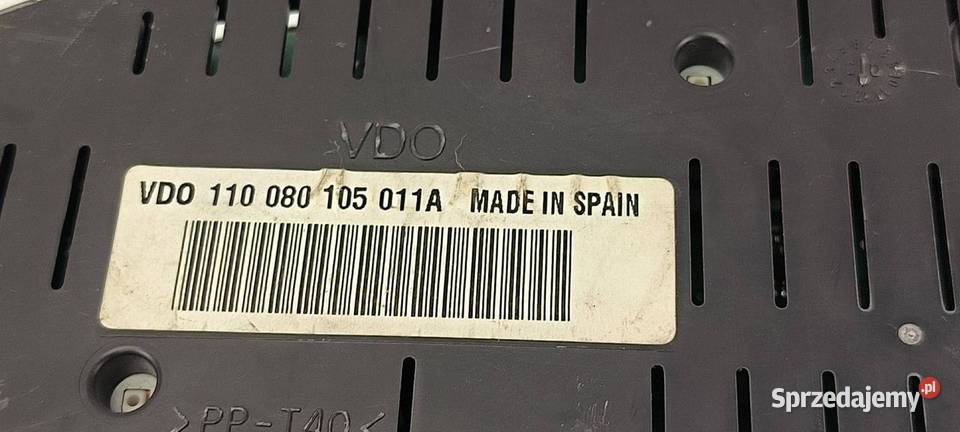 VDO
VDO 110 080 105 011A MADE IN SPAIN
>PP-T40<
Sprzedajemy.pl